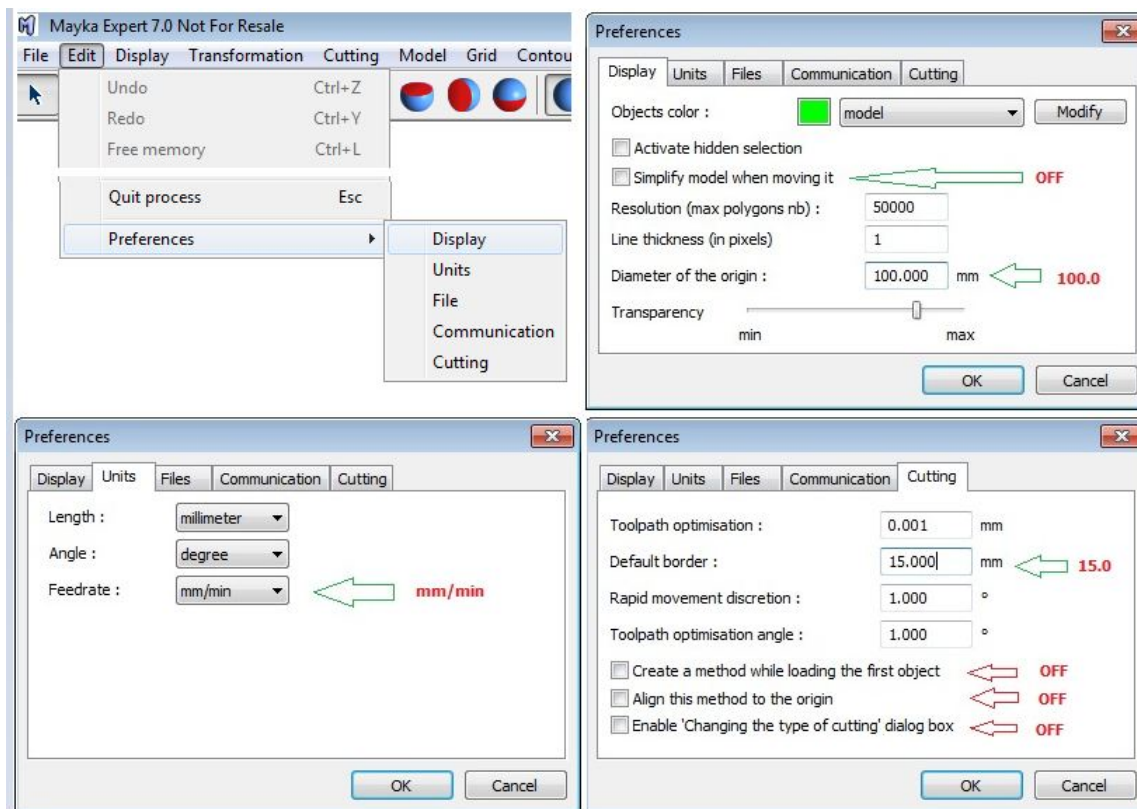 Mayka Expert 7.0 Not For Resale
File Edit Display Transformation Cutting Model Grid Contou
Undo Ctrl+Z
Redo Ctrl+Y
Free memory Ctrl+L
Quit process Esc
Preferences
Display
Units
File
Communication
Cutting
Preferences
Display Units Files Communication Cutting
Objects color : model Modify
Activate hidden selection
Simplify model when moving it OFF
Resolution (max polygons nb) : 50000
Line thickness (in pixels) 1
Diameter of the origin : 100.000 mm 100.0
Transparency
min max
OK Cancel
Preferences
Display Units Files Communication Cutting
Length : millimeter
Angle : degree
Feedrate : mm/min mm/min
OK Cancel
Preferences
Display Units Files Communication Cutting
Toolpath optimisation : 0.001 mm
Default border : 15.000 mm 15.0
Rapid movement discretion : 1.000 °
Toolpath optimisation angle : 1.000 °
Create a method while loading the first object OFF
Align this method to the origin OFF
Enable 'Changing the type of cutting' dialog box OFF
OK Cancel